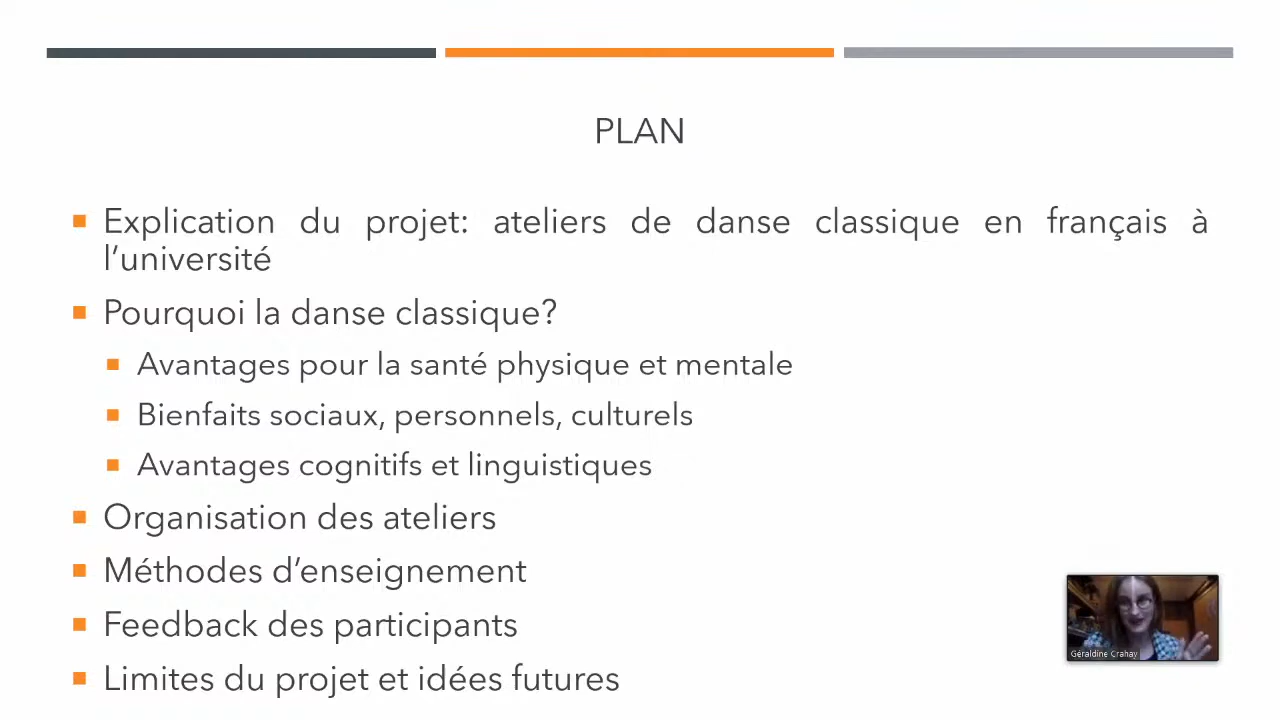 PLAN
Explication du projet: ateliers de danse classique en français à
l’université
Pourquoi la danse classique?
Avantages pour la santé physique et mentale
Bienfaits sociaux, personnels, culturels
Avantages cognitifs et linguistiques
Organisation des ateliers
Méthodes d’enseignement
Feedback des participants
Limites du projet et idées futures
Géraldine Crahay